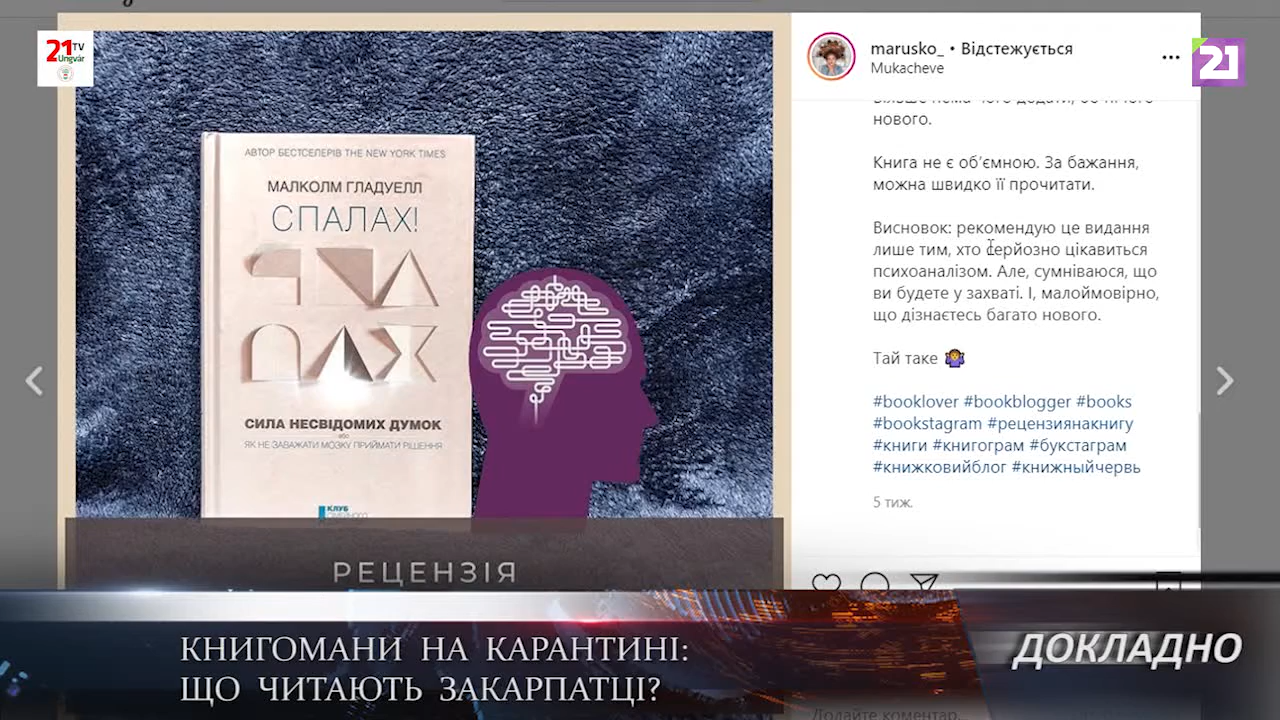 21 TV
Ungvár
21
marusko_ • Відстежується
Mukacheve
нового.
Книга не є об'ємною. За бажання,
можна швидко її прочитати.
Висновок: рекомендую це видання
лише тим, хто серйозно цікавиться
психоаналізом. Але, сумніваюся, що
ви будете у захваті. І, малоймовірно,
що дізнаєтесь багато нового.
Тай таке
#booklover #bookblogger #books
#bookstagram #рецензиянакнигу
#книги #книгограм #букстаграм
#книжковийблог #книжныйчервь
5 тиж.
Додайте коментар.
АВТОР БЕСТСЕЛЕРІВ THE NEW YORK TIMES
МАЛКОЛМ ГЛАДУЕЛЛ
СПАЛАХ!
СИЛА НЕСВІДОМИХ ДУМОК
або
ЯК НЕ ЗАВАЖАТИ МОЗКУ ПРИЙМАТИ РІШЕННЯ
КЛУБ
РЕЦЕНЗІЯ
КНИГОМАНИ НА КАРАНТИНІ:
ЩО ЧИТАЮТЬ ЗАКАРПАТЦІ?
ДОКЛАДНО